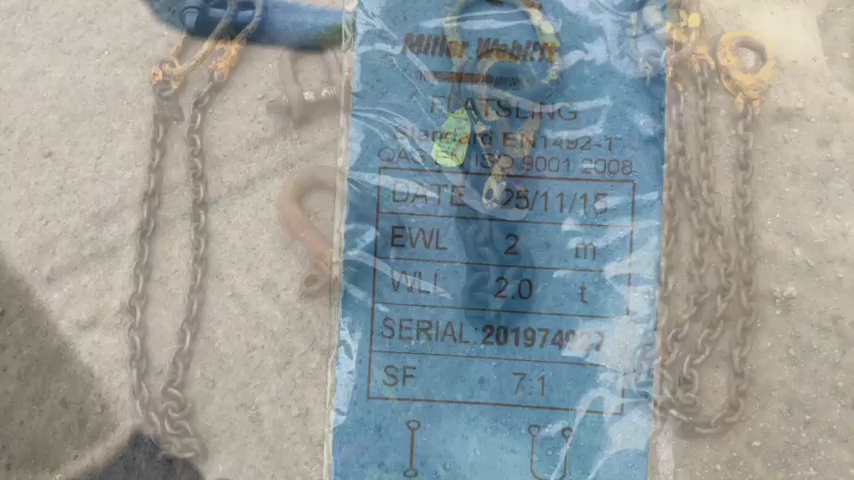 Millar Weblift
FLATSLING
Standard EN1492-1
QAS EN ISO 9001 2008
DATE 25/11/15
EWL 2 m
WLL 2.0 t
SERIAL:
SF 7:1